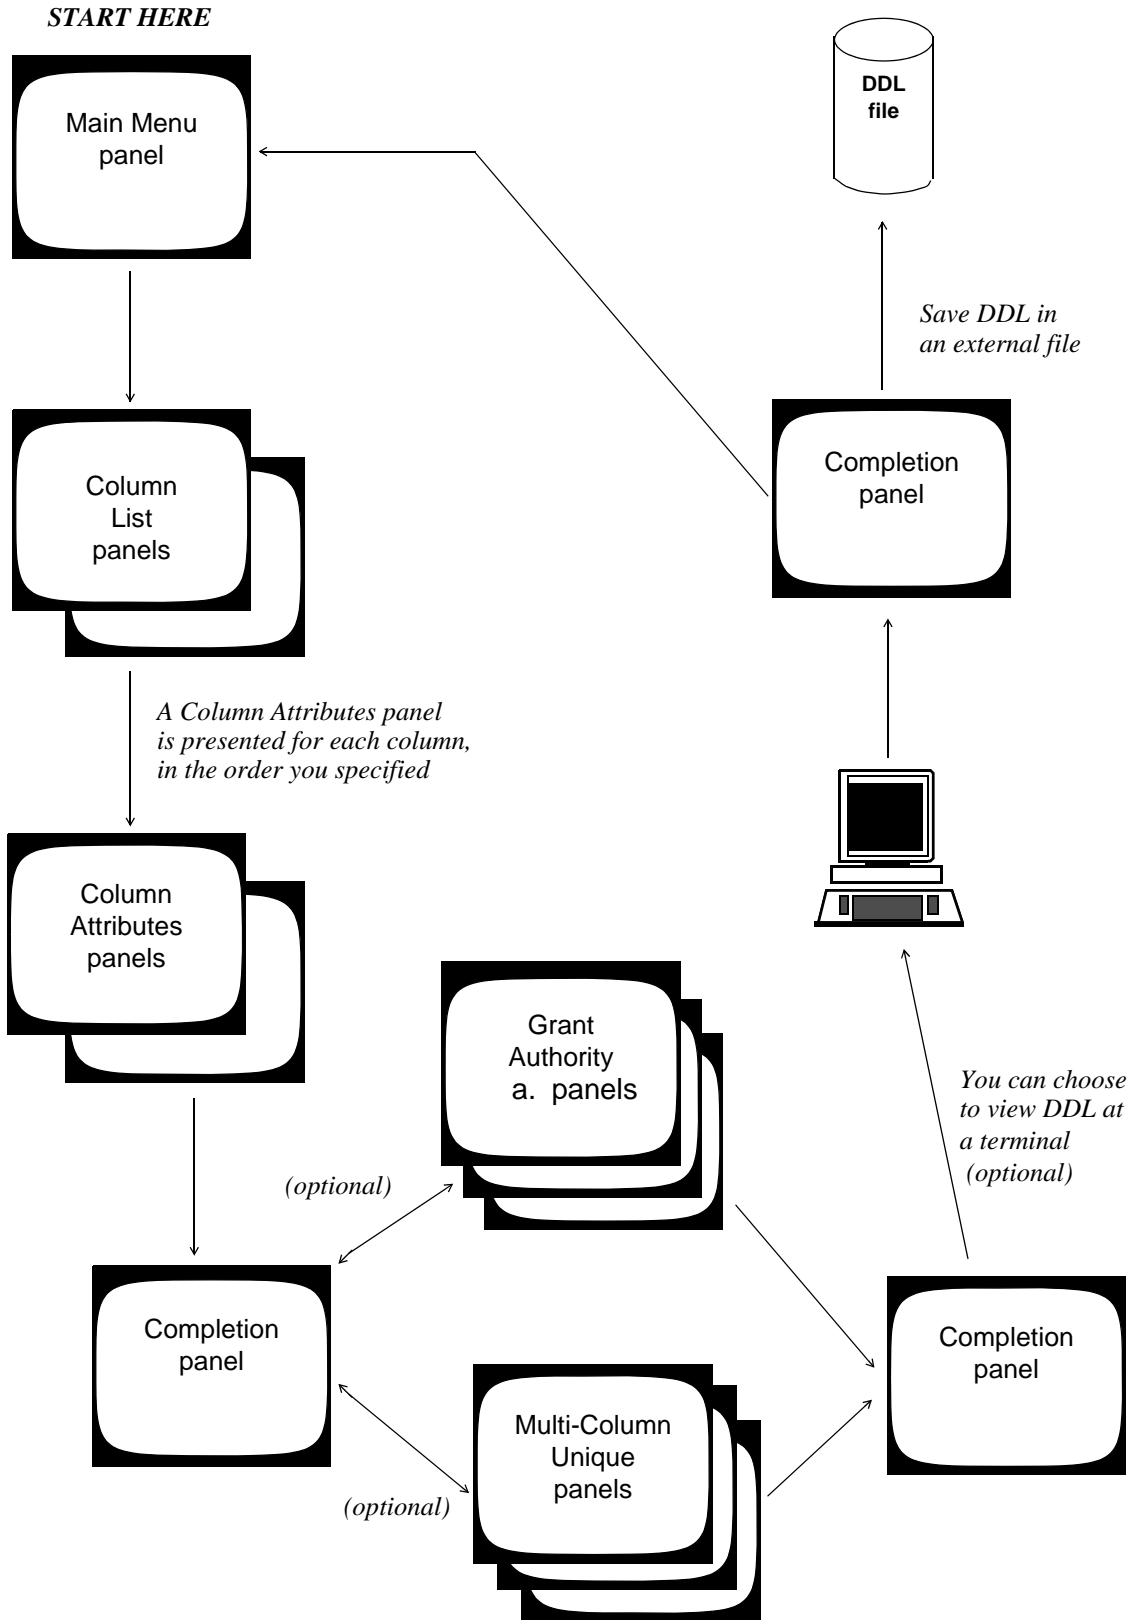 START HERE
Main Menu
panel
DDL
file
Save DDL in
an external file
Completion
panel
Column
List
panels
A Column Attributes panel
is presented for each column,
in the order you specified
Column
Attributes
panels
Grant
Authority
a. panels
You can choose
to view DDL at
a terminal
(optional)
(optional)
Completion
panel
Completion
panel
Multi-Column
Unique
panels
(optional)